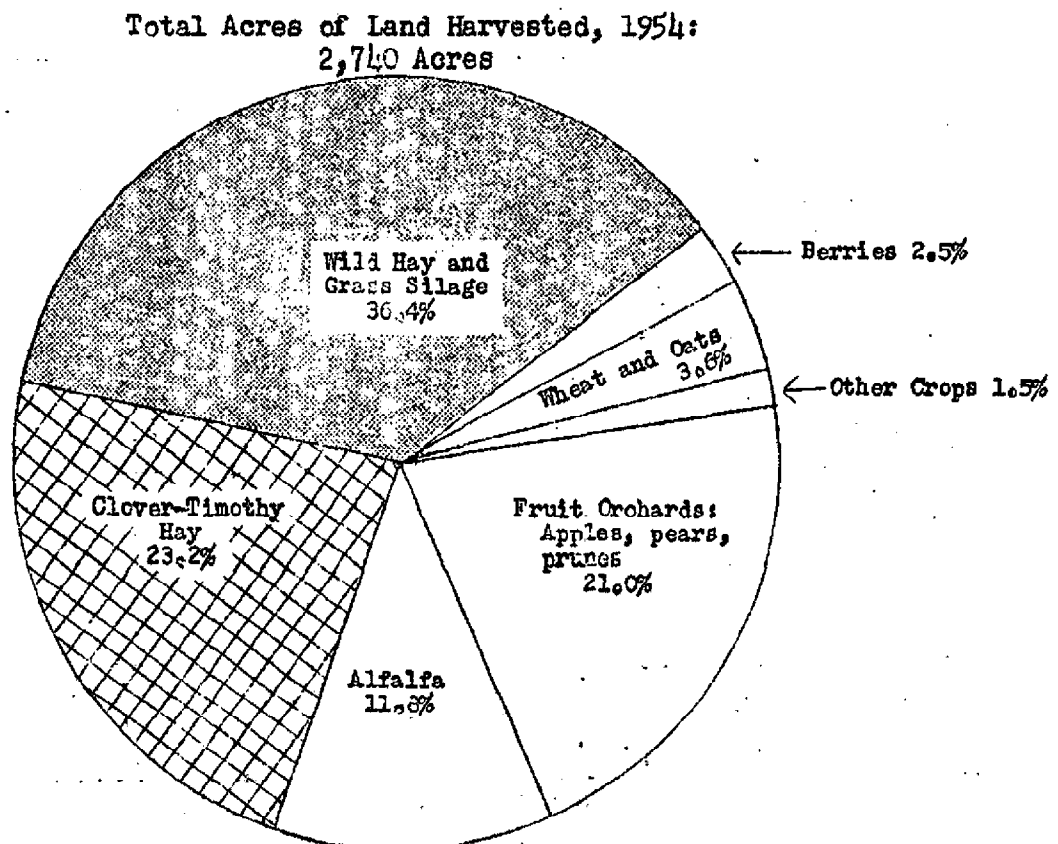 Total Acres of Land Harvested, 1954:
2,740 Acres
Wild Hay and
Grass Silage
36.4%
Berries 2.5%
Wheat and Oats
3.6%
Other Crops 1.5%
Fruit Orchards:
Apples, pears,
prunes
21.0%
Clover-Timothy
Hay
23.2%
Alfalfa
11.8%